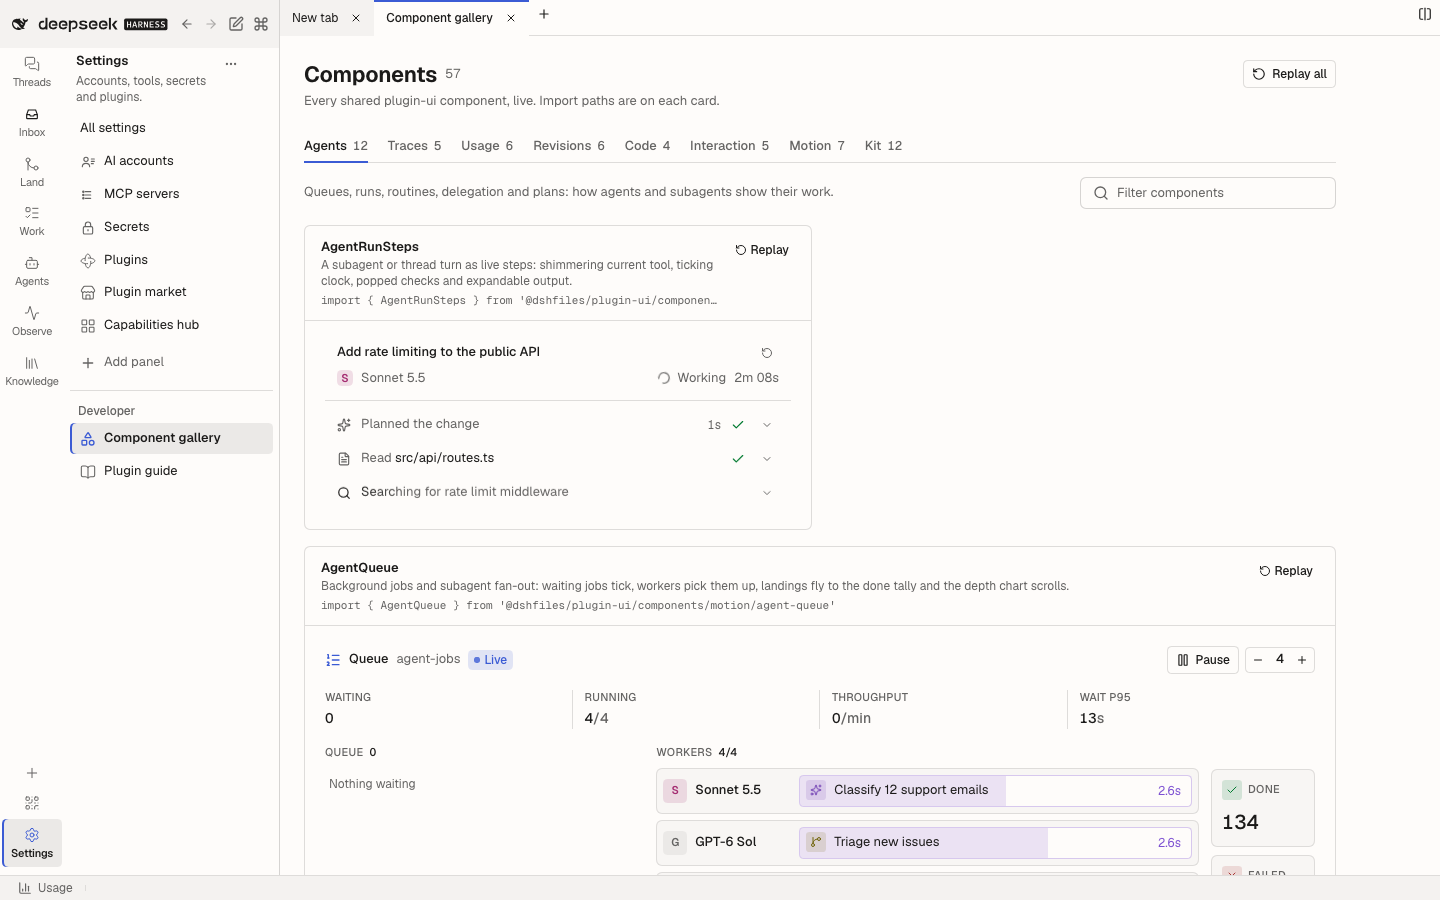 deepseek HARNESS
New tab
Component gallery
Threads
Inbox
Land
Work
Agents
Observe
Knowledge
Settings
Settings
Accounts, tools, secrets
and plugins.
All settings
AI accounts
MCP servers
Secrets
Plugins
Plugin market
Capabilities hub
Add panel
Developer
Component gallery
Plugin guide
Components 57
Replay all
Every shared plugin-ui component, live. Import paths are on each card.
Agents 12 Traces 5 Usage 6 Revisions 6 Code 4 Interaction 5 Motion 7 Kit 12
Queues, runs, routines, delegation and plans: how agents and subagents show their work.
Filter components
AgentRunSteps
Replay
A subagent or thread turn as live steps: shimmering current tool, ticking
clock, popped checks and expandable output.
import { AgentRunSteps } from '@dshfiles/plugin-ui/componen…
Add rate limiting to the public API
S Sonnet 5.5 Working 2m 08s
Planned the change 1s
Read src/api/routes.ts
Searching for rate limit middleware
AgentQueue
Replay
Background jobs and subagent fan-out: waiting jobs tick, workers pick them up, landings fly to the done tally and the depth chart scrolls.
import { AgentQueue } from '@dshfiles/plugin-ui/components/motion/agent-queue'
Queue agent-jobs Live
Pause − 4 +
WAITING RUNNING THROUGHPUT WAIT P95
0 4/4 0/min 13s
QUEUE 0
Nothing waiting
WORKERS 4/4
S Sonnet 5.5 Classify 12 support emails 2.6s
G GPT-6 Sol Triage new issues 2.6s
DONE
134
FAILED
Usage